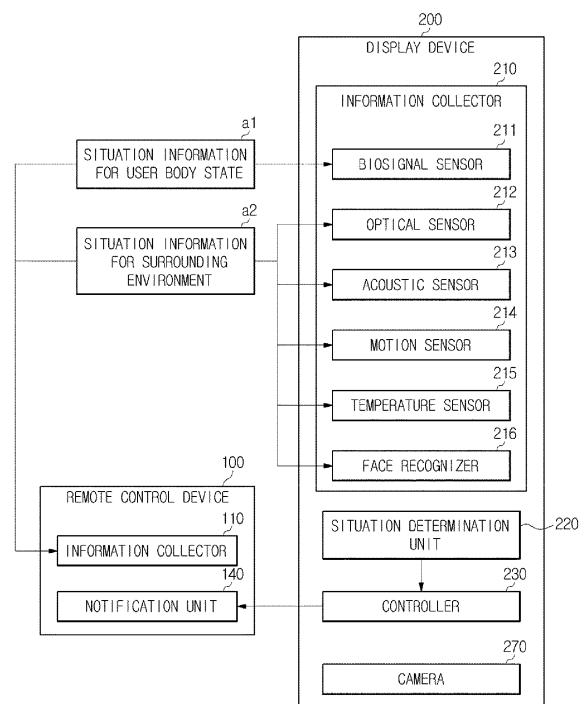 200
DISPLAY DEVICE
210
INFORMATION COLLECTOR
a1
SITUATION INFORMATION
FOR USER BODY STATE
211
BIOSIGNAL SENSOR
212
OPTICAL SENSOR
a2
SITUATION INFORMATION
FOR SURROUNDING
ENVIRONMENT
213
ACOUSTIC SENSOR
214
MOTION SENSOR
215
TEMPERATURE SENSOR
216
FACE RECOGNIZER
100
REMOTE CONTROL DEVICE
110
INFORMATION COLLECTOR
140
NOTIFICATION UNIT
SITUATION DETERMINATION
UNIT
220
230
CONTROLLER
270
CAMERA